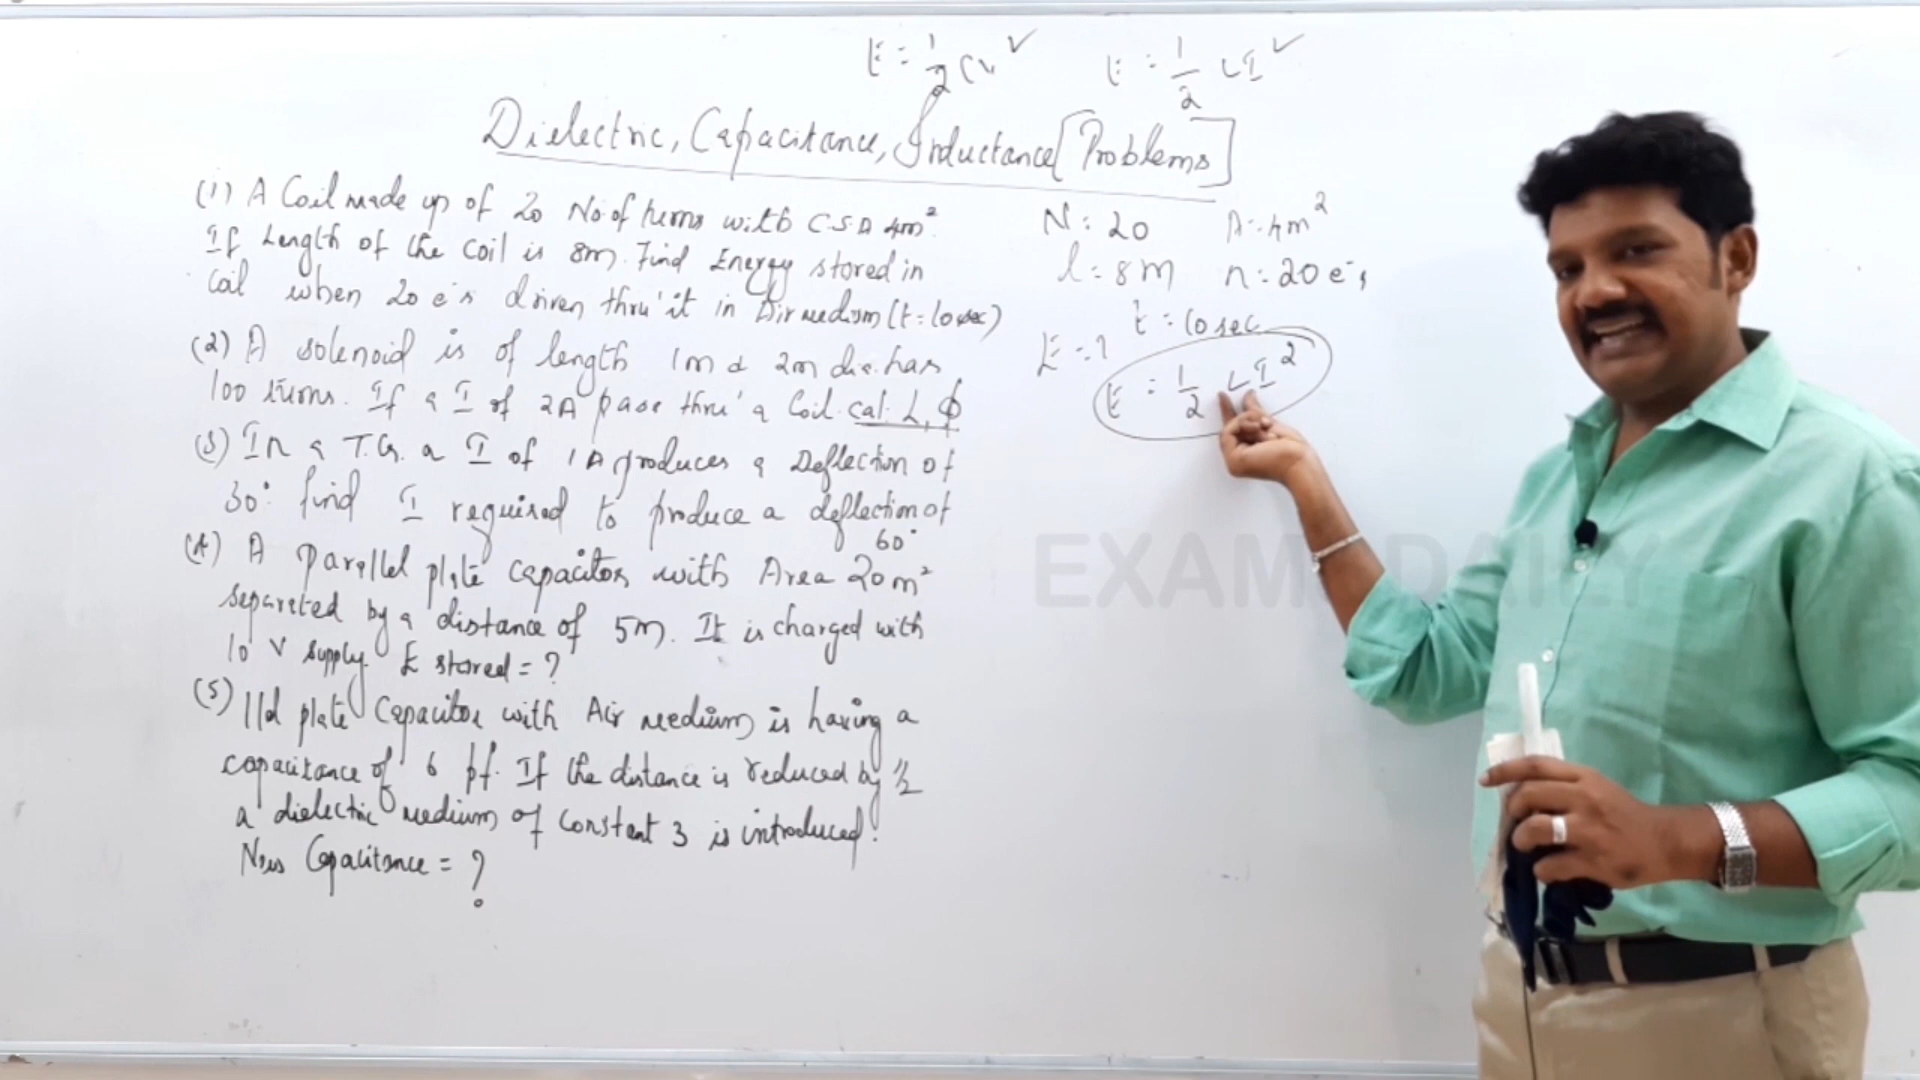 E = 1/2 CV² E = 1/2 LI²
Dielectric, Capacitance, Inductance [Problems]
(1) A Coil made up of 20 No. of turns with C.S.A 4m².
If Length of the coil is 8m. Find Energy stored in
Coil when 20 e⁻s driven thru' it in Air medium (t = 10 sec)
(2) A solenoid is of length 1m & 2m dia. has
100 turns. If a I of 2A pass thru' a Coil. cal. L, ϕ
(3) In a T.G. a I of 1A produces a Deflection of
30° find I required to produce a deflection of
60°
(4) A parallel plate capacitor with Area 20m²
separated by a distance of 5m. It is charged with
10 V supply E stored = ?
(5) ||l plate Capacitor with Air medium is having a
capacitance of 6 pf. If the distance is reduced by 1/2
a dielectric medium of constant 3 is introduced.
New Capacitance = ?
N = 20 A = 4m²
l = 8m n = 20 e⁻s
t = 10 sec
E = ?
E = 1/2 LI²
EXAMSDAILY